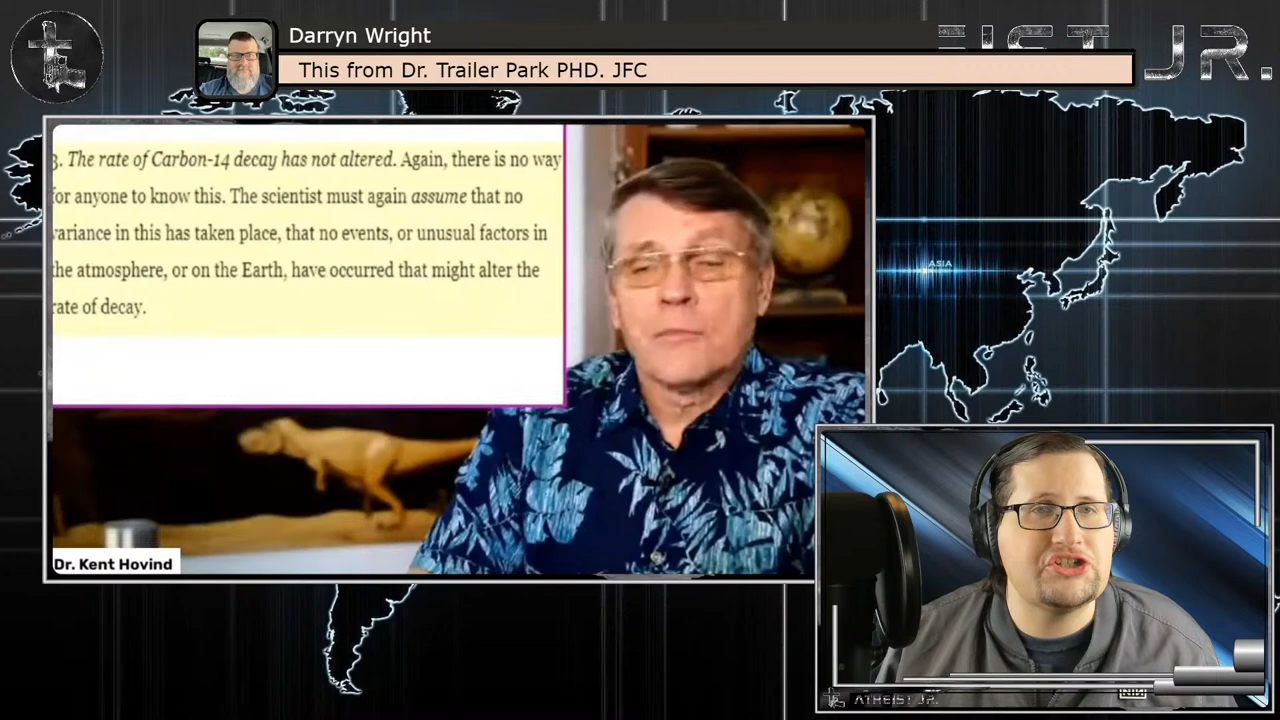 Darryn Wright
This from Dr. Trailer Park PHD. JFC
JR.
3. The rate of Carbon-14 decay has not altered. Again, there is no way
for anyone to know this. The scientist must again assume that no
variance in this has taken place, that no events, or unusual factors in
the atmosphere, or on the Earth, have occurred that might alter the
rate of decay.
ASIA
Dr. Kent Hovind
ATHEIST JR.